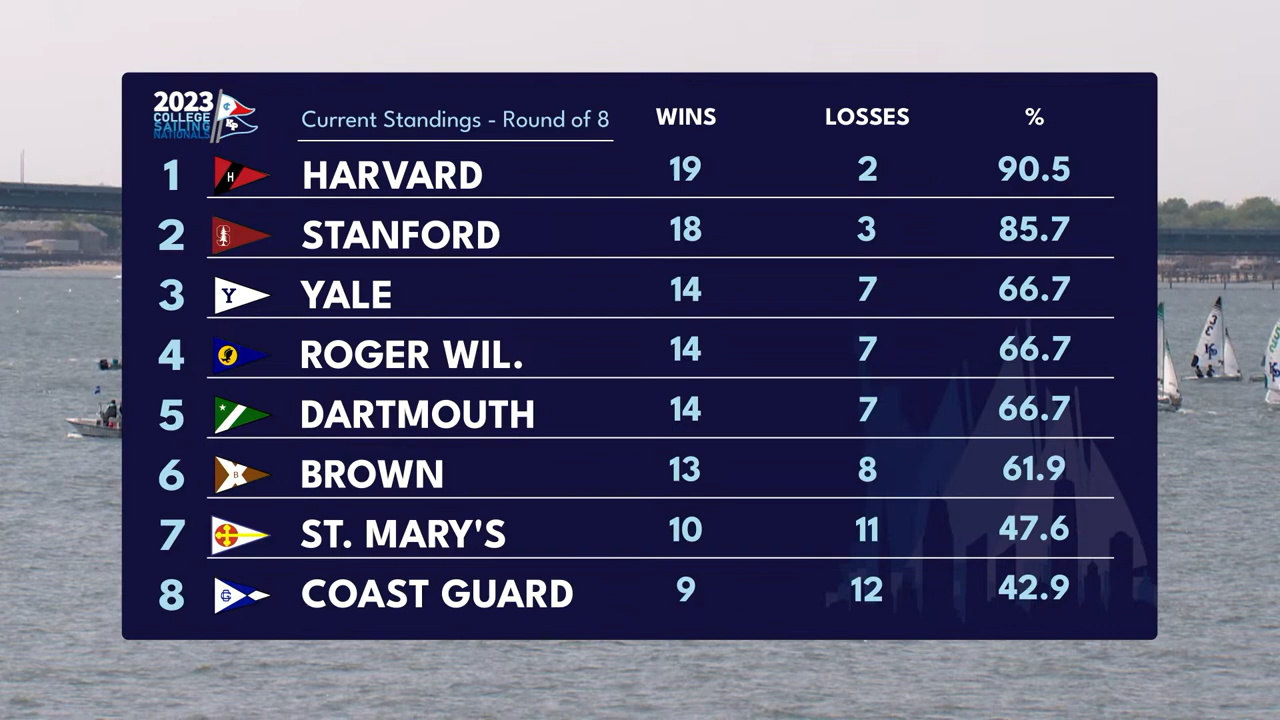 2023
COLLEGE
SAILING
NATIONALS
Current Standings - Round of 8 WINS LOSSES %
1 H HARVARD 19 2 90.5
2 S STANFORD 18 3 85.7
3 Y YALE 14 7 66.7
4 ROGER WIL. 14 7 66.7
5 DARTMOUTH 14 7 66.7
6 B BROWN 13 8 61.9
7 ST. MARY'S 10 11 47.6
8 CG COAST GUARD 9 12 42.9